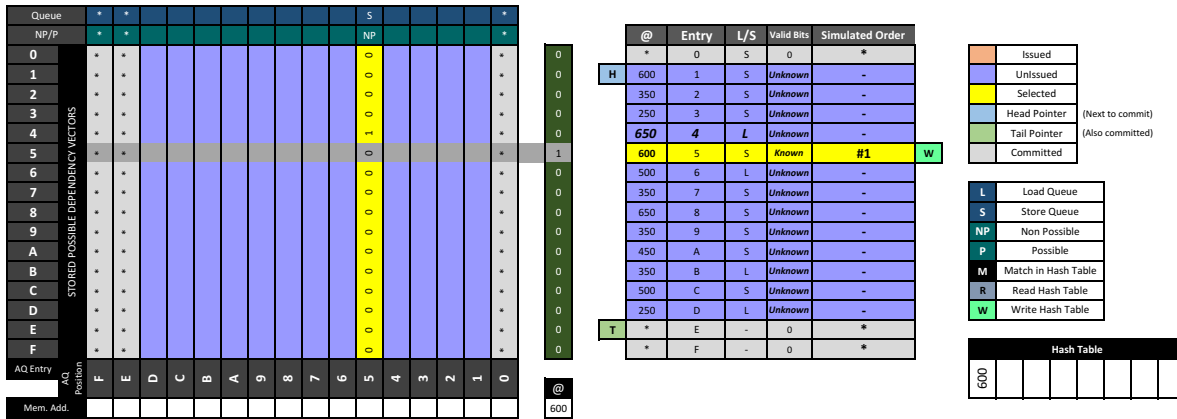 Queue * * S *
NP/P * * NP *
@ Entry L/S Valid Bits Simulated Order
0 * * 0 * 0 * 0 S 0 *
1 * * 0 * 0 H 600 1 S Unknown -
2 * * 0 * 0 350 2 S Unknown -
3 * * 0 * 0 250 3 S Unknown -
4 * * 1 * 0 650 4 L Unknown -
5 * * 0 * 1 600 5 S Known #1 W
6 * * 0 * 0 500 6 L Unknown -
7 * * 0 * 0 350 7 S Unknown -
8 * * 0 * 0 650 8 S Unknown -
9 * * 0 * 0 350 9 S Unknown -
A * * 0 * 0 450 A S Unknown -
B * * 0 * 0 350 B L Unknown -
C * * 0 * 0 500 C S Unknown -
D * * 0 * 0 250 D L Unknown -
E * * 0 * 0 T * E - 0 *
F * * 0 * 0 * F - 0 *
STORED POSSIBLE DEPENDENCY VECTORS
AQ Entry
AQ Position
F E D C B A 9 8 7 6 5 4 3 2 1 0
@
Mem. Add.
600
Issued
UnIssued
Selected
Head Pointer (Next to commit)
Tail Pointer (Also committed)
Committed
L Load Queue
S Store Queue
NP Non Possible
P Possible
M Match in Hash Table
R Read Hash Table
W Write Hash Table
Hash Table
600